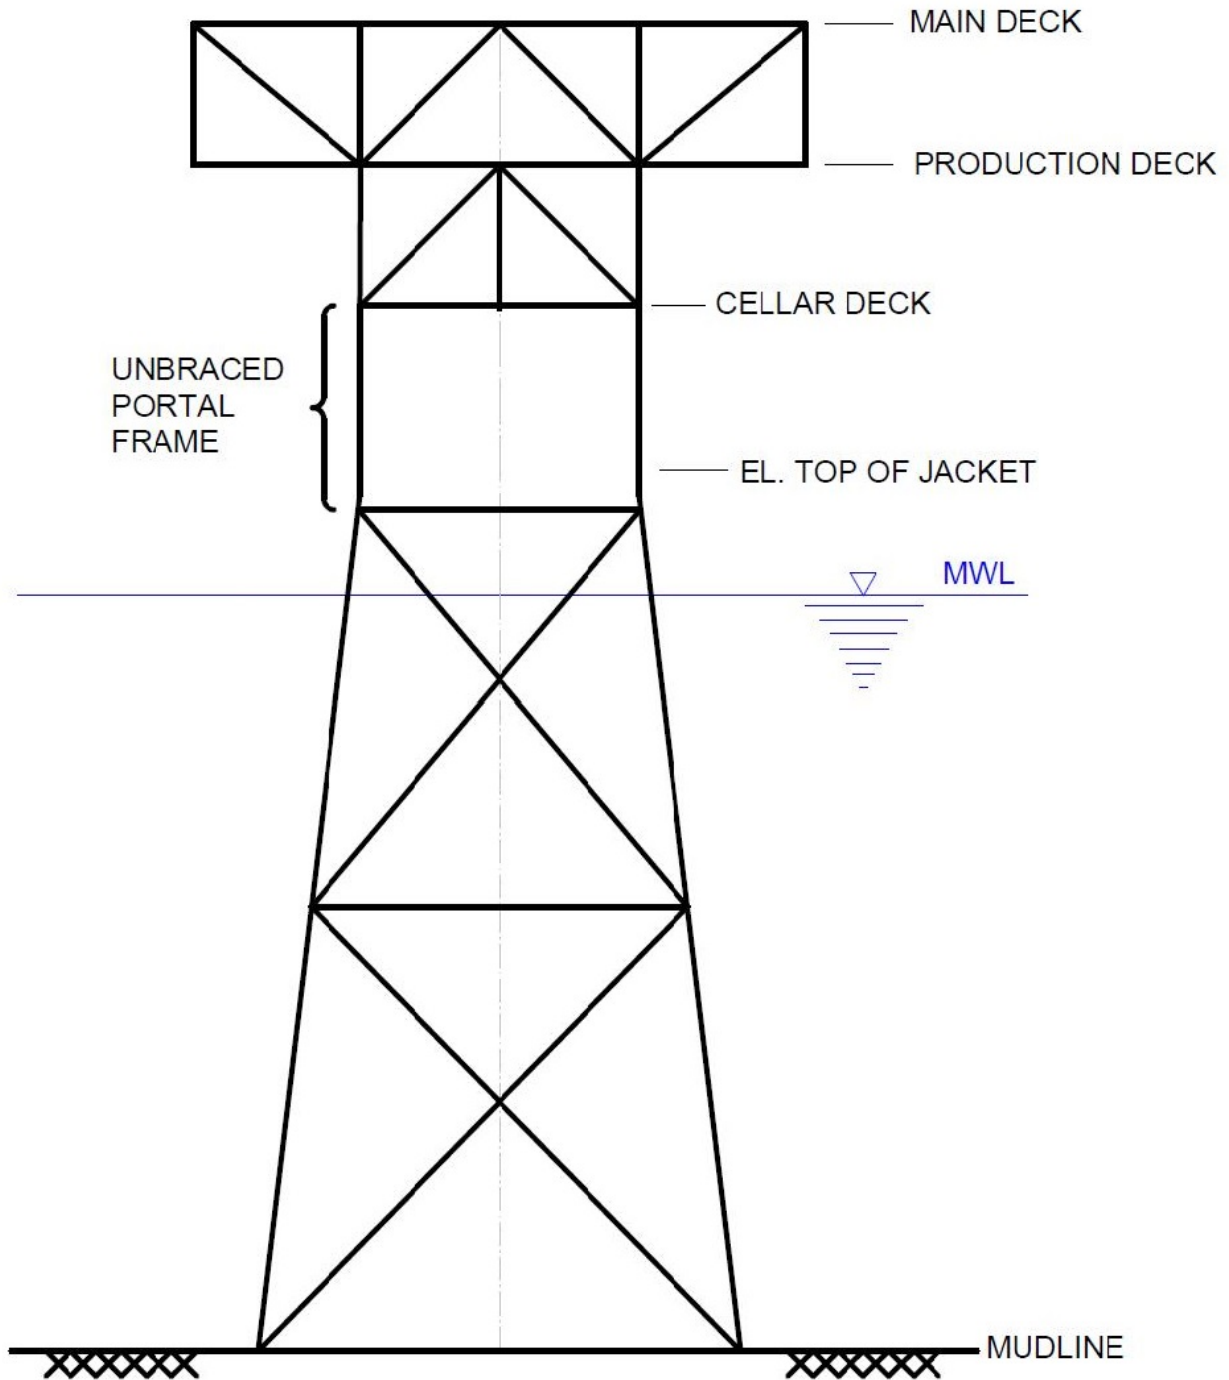 MAIN DECK
PRODUCTION DECK
CELLAR DECK
UNBRACED
PORTAL
FRAME
EL. TOP OF JACKET
MWL
MUDLINE